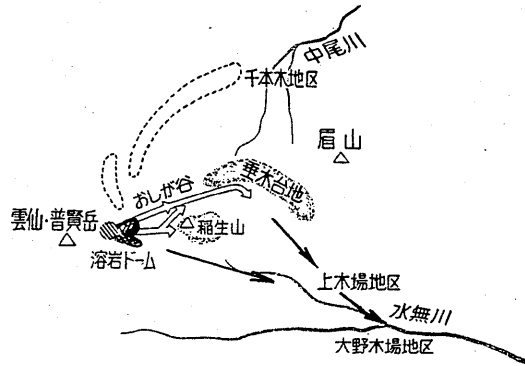 中尾川
千本木地区
眉山
垂木台地
おしが谷
雲仙・普賢岳
稲生山
溶岩ドーム
上木場地区
水無川
大野木場地区